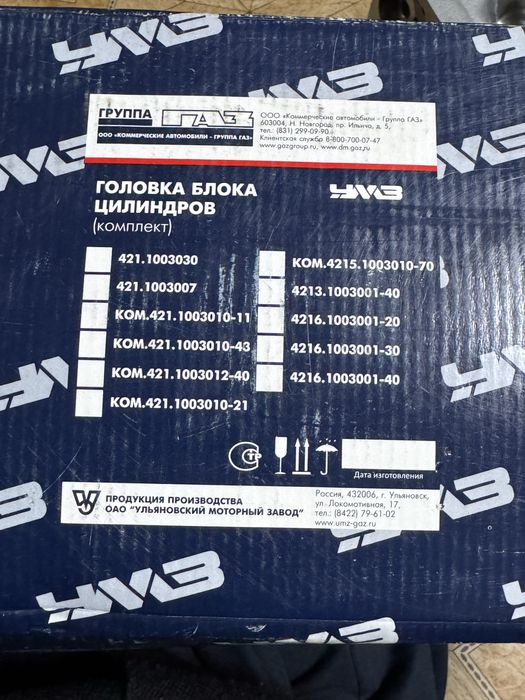 УМЗ
ГРУППА ГАЗ
ООО «КОММЕРЧЕСКИЕ АВТОМОБИЛИ - ГРУППА ГАЗ»
ООО «Коммерческие автомобили - Группа ГАЗ»
603004, Н. Новгород, пр. Ильича, д. 5,
тел.: (831) 299-09-90
Клиентская служба 8-800-700-07-47
www.gazgroup.ru, www.dm.gaz.ru
ГОЛОВКА БЛОКА
ЦИЛИНДРОВ
(комплект)
УМЗ
421.1003030
421.1003007
КОМ.421.1003010-11
КОМ.421.1003010-43
КОМ.421.1003012-40
КОМ.421.1003010-21
КОМ.4215.1003010-70
4213.1003001-40
4216.1003001-20
4216.1003001-30
4216.1003001-40
Дата изготовления
ПРОДУКЦИЯ ПРОИЗВОДСТВА
ОАО "УЛЬЯНОВСКИЙ МОТОРНЫЙ ЗАВОД"
Россия, 432006, г. Ульяновск,
ул. Локомотивная, 17,
тел.: (8422) 79-61-02
www.umz-gaz.ru
УМЗ
УМЗ
УМЗ